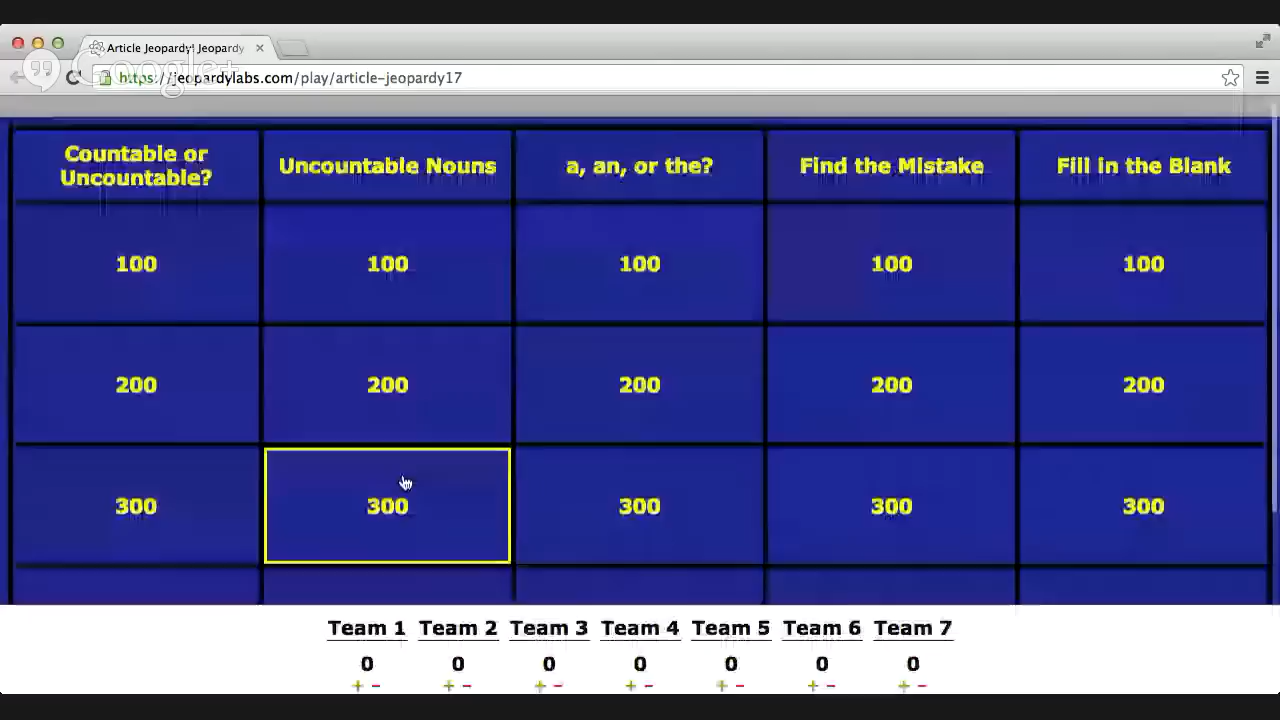 Article Jeopardy! Jeopardy
Google+
https://jeopardylabs.com/play/article-jeopardy17
Countable or
Uncountable?
Uncountable Nouns
a, an, or the?
Find the Mistake
Fill in the Blank
100 100 100 100 100
200 200 200 200 200
300 300 300 300 300
Team 1 Team 2 Team 3 Team 4 Team 5 Team 6 Team 7
0 0 0 0 0 0 0
+ - + - + - + - + - + - + -